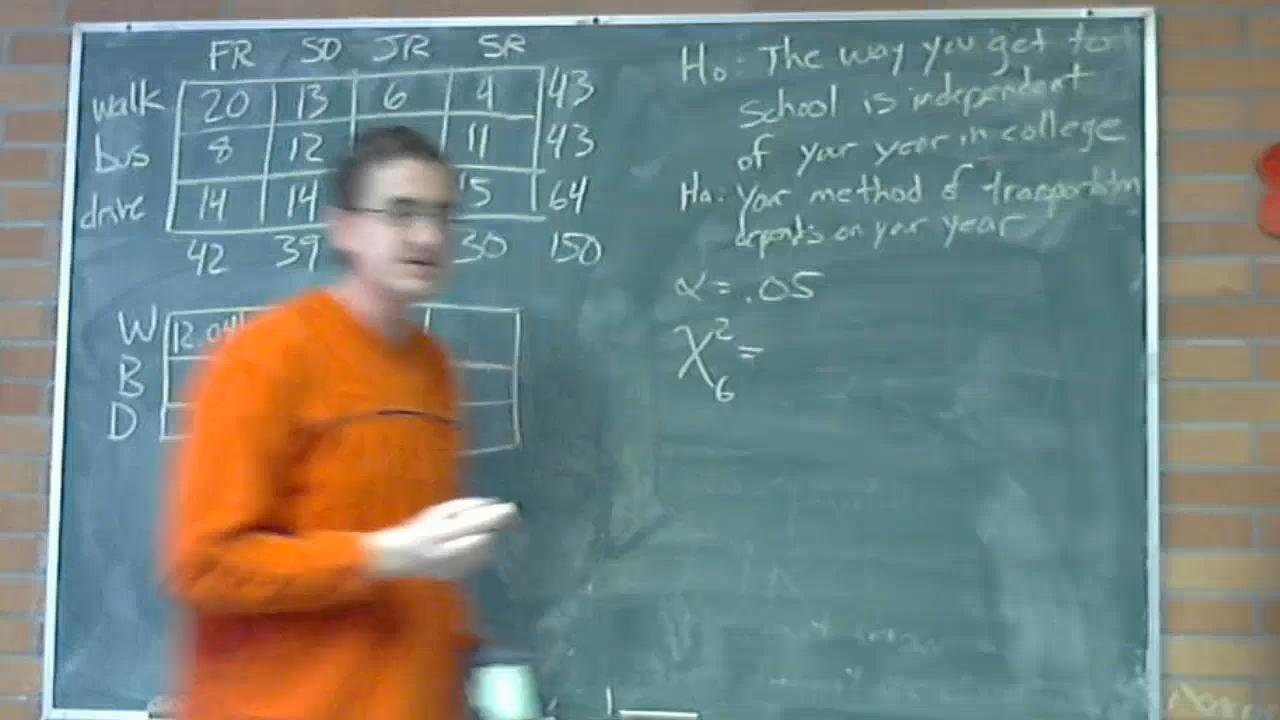 FR SO JR SR
walk 20 13 6 4 43
bus 8 12 11 43
drive 14 14 15 64
42 39 30 150
W 12.04
B
D
Ho: The way you get to
school is independent
of your year in college
Ha: Your method of transportation
depends on your year
α = .05
χ²₆ =